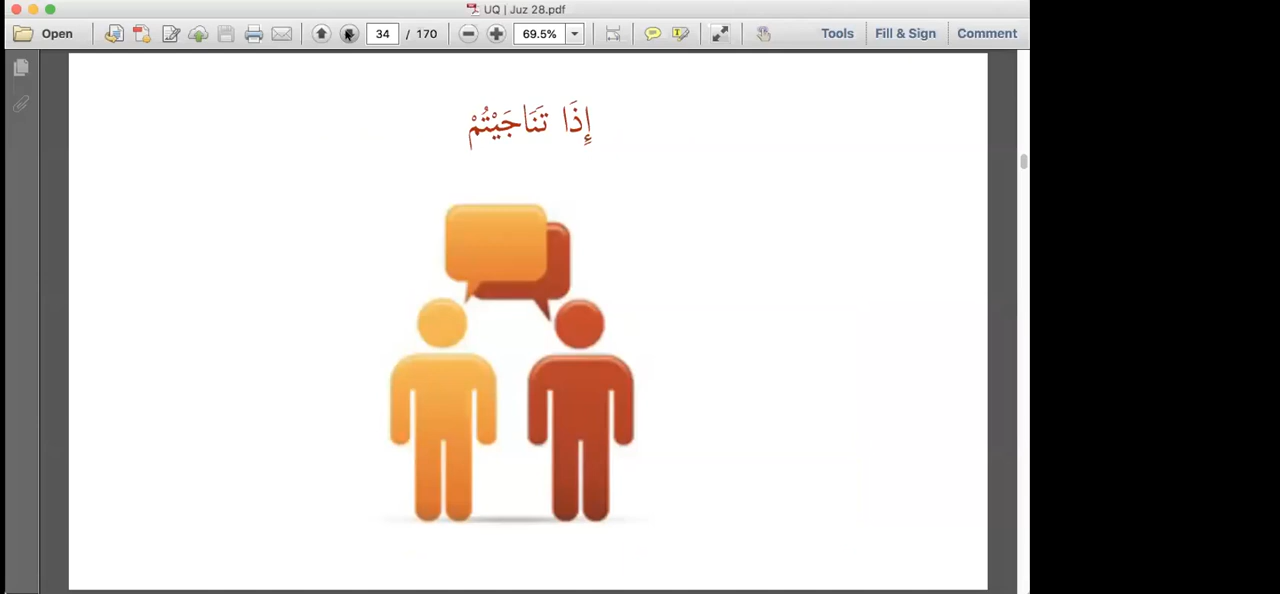 UQ | Juz 28.pdf
Open 34 / 170 69.5% Tools Fill & Sign Comment
إِذَا تَنَاجَيْتُمْ